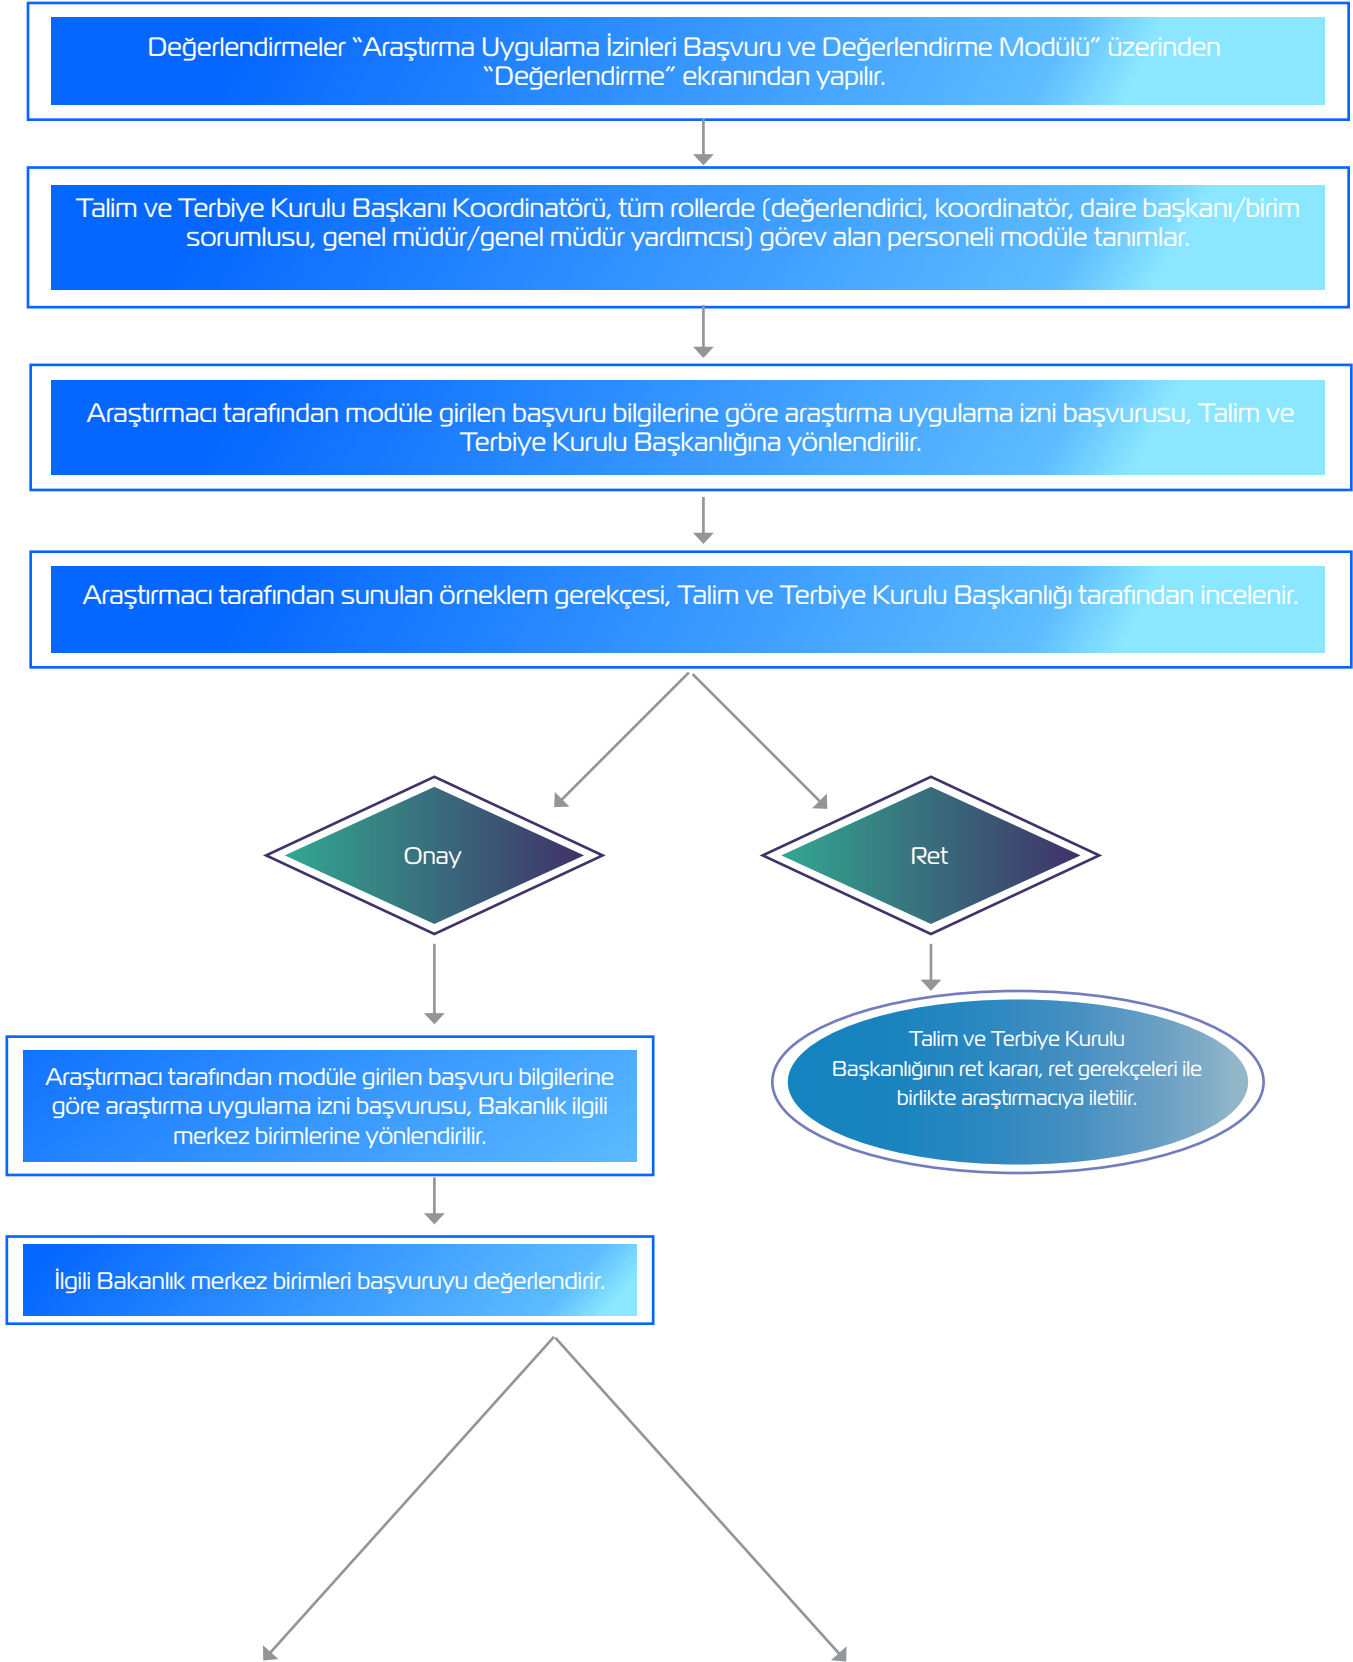 Değerlendirmeler “Araştırma Uygulama İzinleri Başvuru ve Değerlendirme Modülü” üzerinden
“Değerlendirme” ekranından yapılır.
Talim ve Terbiye Kurulu Başkanı Koordinatörü, tüm rollerde (değerlendirici, koordinatör, daire başkanı/birim
sorumlusu, genel müdür/genel müdür yardımcısı) görev alan personeli modüle tanımlar.
Araştırmacı tarafından modüle girilen başvuru bilgilerine göre araştırma uygulama izni başvurusu, Talim ve
Terbiye Kurulu Başkanlığına yönlendirilir.
Araştırmacı tarafından sunulan örneklem gerekçesi, Talim ve Terbiye Kurulu Başkanlığı tarafından incelenir.
Onay
Ret
Araştırmacı tarafından modüle girilen başvuru bilgilerine
göre araştırma uygulama izni başvurusu, Bakanlık ilgili
merkez birimlerine yönlendirilir.
Talim ve Terbiye Kurulu
Başkanlığının ret kararı, ret gerekçeleri ile
birlikte araştırmacıya iletilir.
İlgili Bakanlık merkez birimleri başvuruyu değerlendirir.